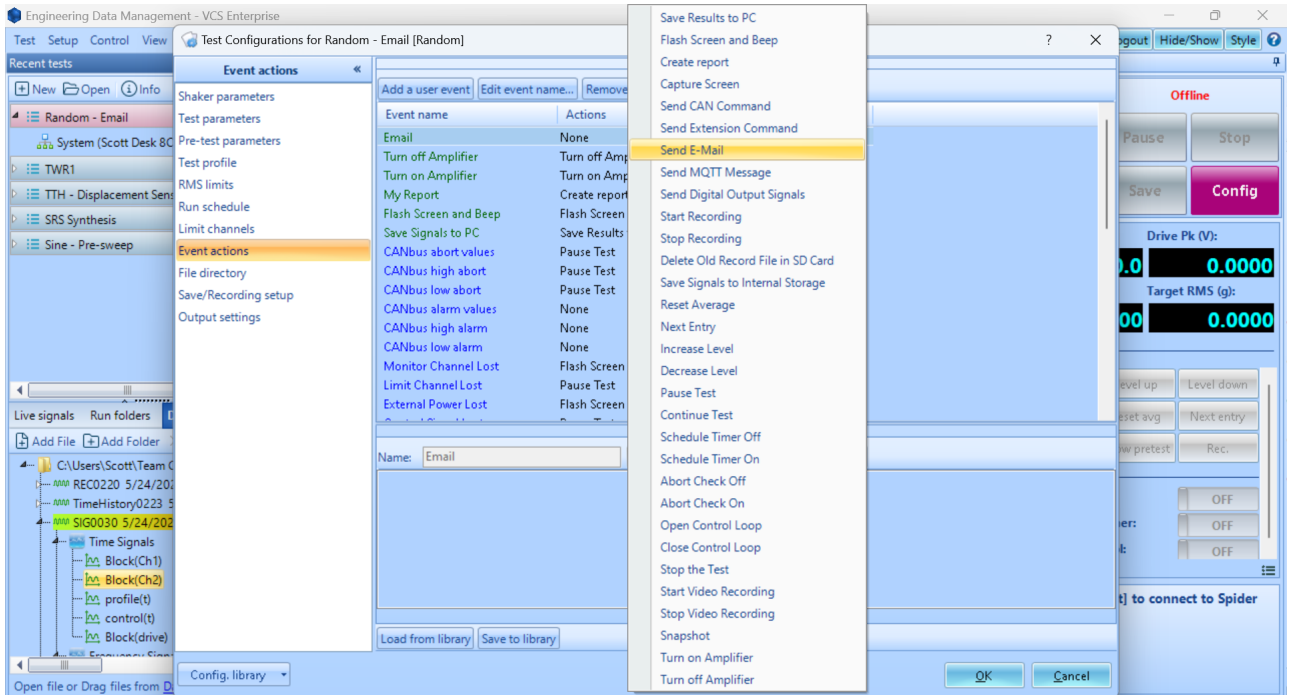 Engineering Data Management - VCS Enterprise
Test Setup Control View
Hide/Show Style
Recent tests
New Open Info
Random - Email
System (Scott Desk 8C
TWR1
TTH - Displacement Sens
SRS Synthesis
Sine - Pre-sweep
Live signals Run folders
Add File Add Folder
C:\Users\Scott\Team C
REC0220 5/24/202
TimeHistory0223 5
SIG0030 5/24/202
Time Signals
Block(Ch1)
Block(Ch2)
profile(t)
control(t)
Block(drive)
Open file or Drag files from
Test Configurations for Random - Email [Random]
?
Event actions «
Shaker parameters
Test parameters
Pre-test parameters
Test profile
RMS limits
Run schedule
Limit channels
Event actions
File directory
Save/Recording setup
Output settings
Config. library
Add a user event Edit event name... Remove
Event name Actions
Email None
Turn off Amplifier Turn off Amp
Turn on Amplifier Turn on Amp
My Report Create report
Flash Screen and Beep Flash Screen
Save Signals to PC Save Results
CANbus abort values Pause Test
CANbus high abort Pause Test
CANbus low abort Pause Test
CANbus alarm values None
CANbus high alarm None
CANbus low alarm None
Monitor Channel Lost Flash Screen
Limit Channel Lost Pause Test
External Power Lost Flash Screen
Name: Email
Load from library Save to library
OK Cancel
Save Results to PC
Flash Screen and Beep
Create report
Capture Screen
Send CAN Command
Send Extension Command
Send E-Mail
Send MQTT Message
Send Digital Output Signals
Start Recording
Stop Recording
Delete Old Record File in SD Card
Save Signals to Internal Storage
Reset Average
Next Entry
Increase Level
Decrease Level
Pause Test
Continue Test
Schedule Timer Off
Schedule Timer On
Abort Check Off
Abort Check On
Open Control Loop
Close Control Loop
Stop the Test
Start Video Recording
Stop Video Recording
Snapshot
Turn on Amplifier
Turn off Amplifier
Offline
Pause Stop
Save Config
Drive Pk (V):
0.0000
Target RMS (g):
0.0000
evel up Level down
eset avg Next entry
ow pretest Rec.
OFF
OFF
OFF
t] to connect to Spider